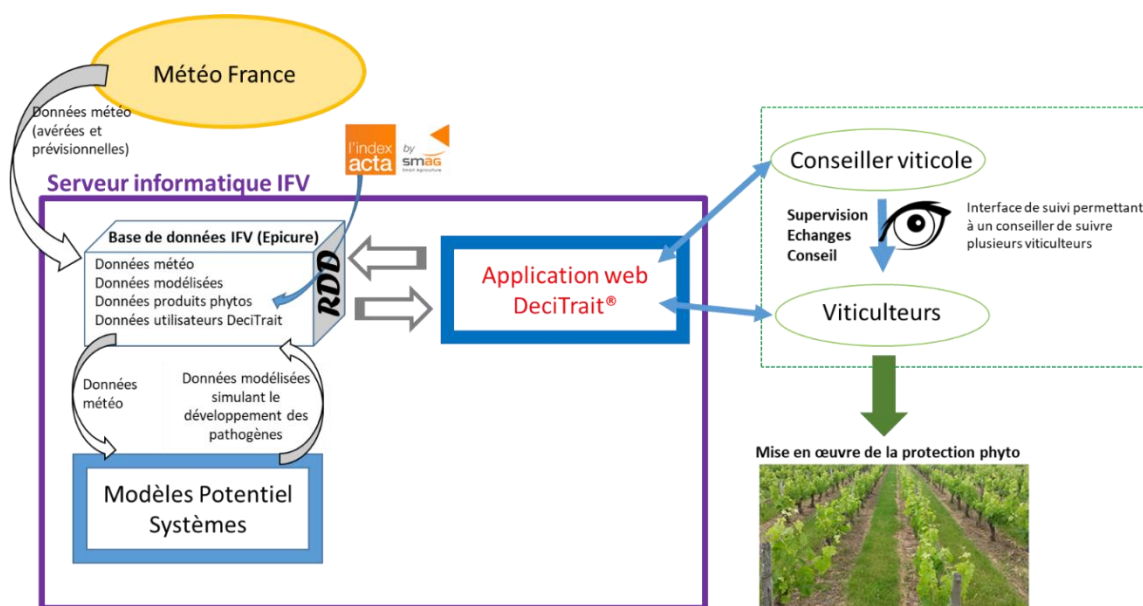 Météo France
Données météo
(avérées et
prévisionnelles)
l'index
acta
by
smag
Smart Agriculture
Serveur informatique IFV
Base de données IFV (Epicure)
Données météo
Données modélisées
Données produits phytos
Données utilisateurs DeciTrait
RDD
Application web
DeciTrait®
Conseiller viticole
Supervision
Echanges
Conseil
Interface de suivi permettant
à un conseiller de suivre
plusieurs viticulteurs
Viticulteurs
Données
météo
Données modélisées
simulant le
développement des
pathogènes
Modèles Potentiel
Systèmes
Mise en œuvre de la protection phyto